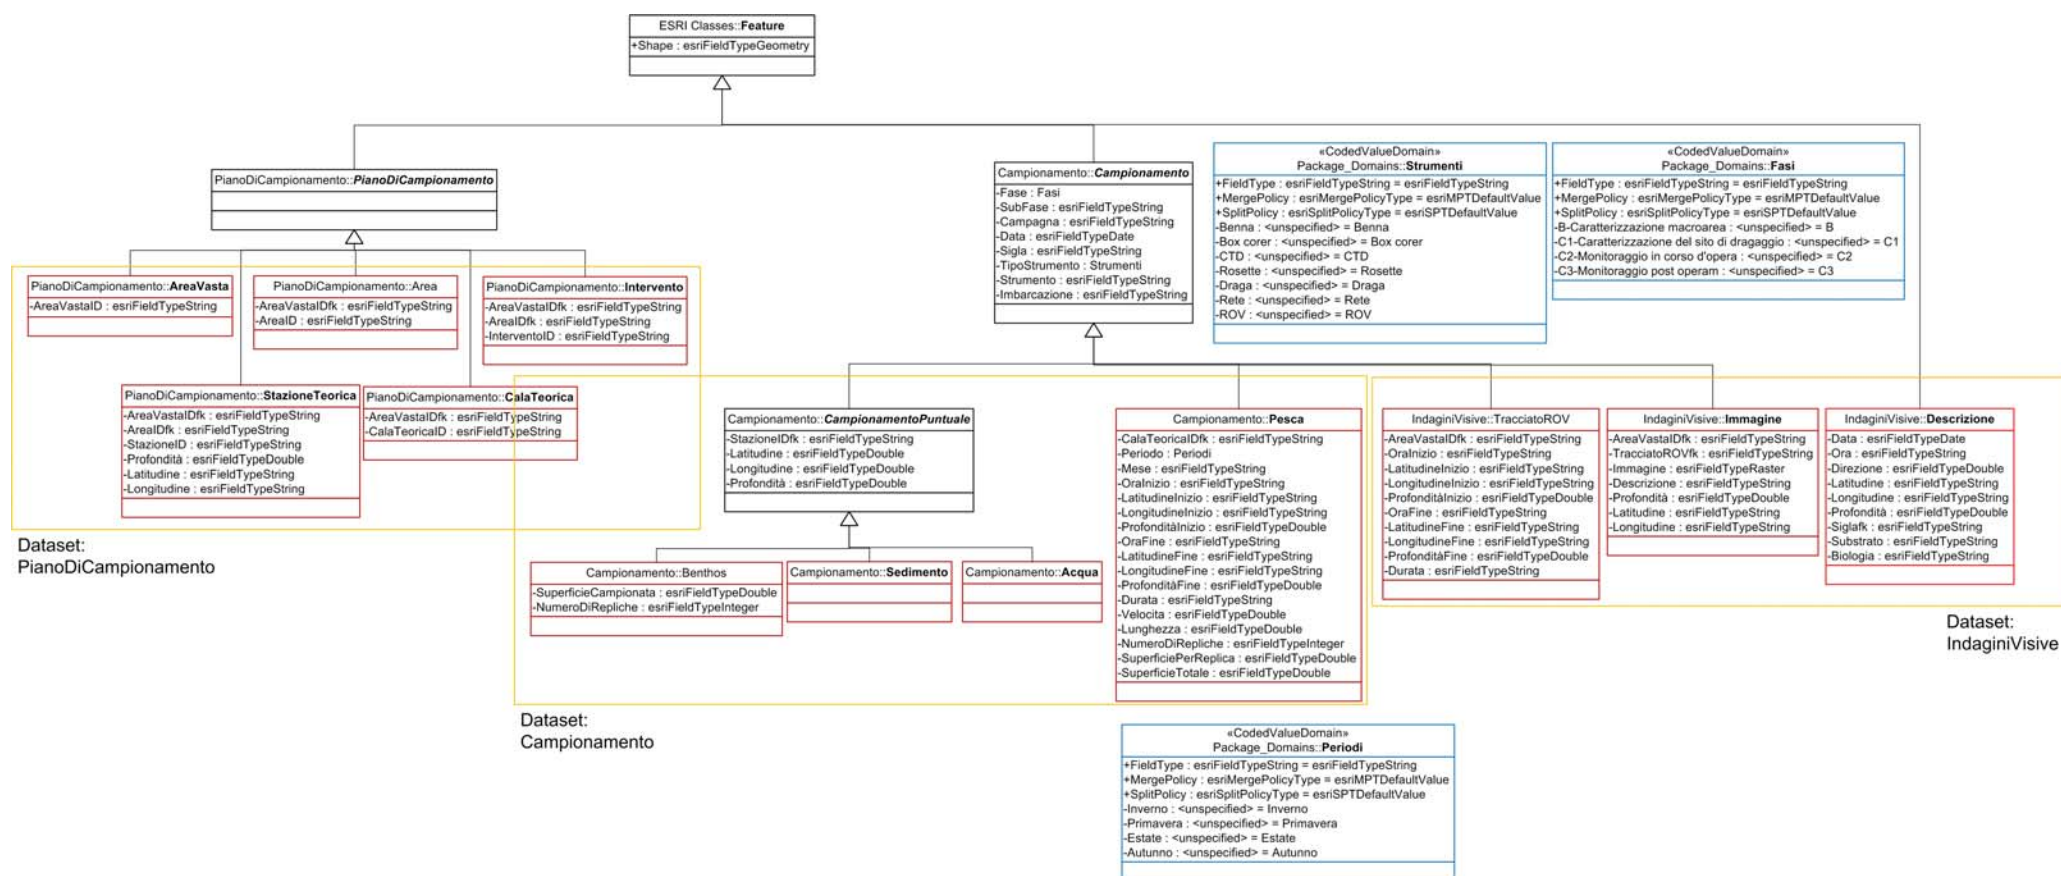 ESRI Classes::Feature
+Shape : esriFieldTypeGeometry
PianoDiCampionamento::PianoDiCampionamento
Campionamento::Campionamento
-Fase : Fasi
-SubFase : esriFieldTypeString
-Campagna : esriFieldTypeString
-Data : esriFieldTypeDate
-Sigla : esriFieldTypeString
-TipoStrumento : Strumenti
-Strumento : esriFieldTypeString
-Imbarcazione : esriFieldTypeString
«CodedValueDomain»
Package_Domains::Strumenti
+FieldType : esriFieldTypeString = esriFieldTypeString
+MergePolicy : esriMergePolicyType = esriMPTDefaultValue
+SplitPolicy : esriSplitPolicyType = esriSPTDefaultValue
-Benna : <unspecified> = Benna
-Box corer : <unspecified> = Box corer
-CTD : <unspecified> = CTD
-Rosette : <unspecified> = Rosette
-Draga : <unspecified> = Draga
-Rete : <unspecified> = Rete
-ROV : <unspecified> = ROV
«CodedValueDomain»
Package_Domains::Fasi
+FieldType : esriFieldTypeString = esriFieldTypeString
+MergePolicy : esriMergePolicyType = esriMPTDefaultValue
+SplitPolicy : esriSplitPolicyType = esriSPTDefaultValue
-B-Caratterizzazione macroarea : <unspecified> = B
-C1-Caratterizzazione del sito di dragaggio : <unspecified> = C1
-C2-Monitoraggio in corso d'opera : <unspecified> = C2
-C3-Monitoraggio post operam : <unspecified> = C3
PianoDiCampionamento::AreaVasta
-AreaVastaID : esriFieldTypeString
PianoDiCampionamento::Area
-AreaVastaIDfk : esriFieldTypeString
-AreaID : esriFieldTypeString
PianoDiCampionamento::Intervento
-AreaVastaIDfk : esriFieldTypeString
-AreaIDfk : esriFieldTypeString
-InterventoID : esriFieldTypeString
PianoDiCampionamento::StazioneTeorica
-AreaVastaIDfk : esriFieldTypeString
-AreaIDfk : esriFieldTypeString
-StazioneID : esriFieldTypeString
-Profondità : esriFieldTypeDouble
-Latitudine : esriFieldTypeString
-Longitudine : esriFieldTypeString
PianoDiCampionamento::CalaTeorica
-AreaVastaIDfk : esriFieldTypeString
-CalaTeoricaID : esriFieldTypeString
Dataset:
PianoDiCampionamento
Campionamento::CampionamentoPuntuale
-StazioneIDfk : esriFieldTypeString
-Latitudine : esriFieldTypeDouble
-Longitudine : esriFieldTypeDouble
-Profondità : esriFieldTypeDouble
Campionamento::Benthos
-SuperficieCampionata : esriFieldTypeDouble
-NumeroDiRepliche : esriFieldTypeInteger
Campionamento::Sedimento
Campionamento::Acqua
Campionamento::Pesca
-CalaTeoricaIDfk : esriFieldTypeString
-Periodo : Periodi
-Mese : esriFieldTypeString
-OraInizio : esriFieldTypeString
-LatitudineInizio : esriFieldTypeString
-LongitudineInizio : esriFieldTypeString
-ProfonditàInizio : esriFieldTypeDouble
-OraFine : esriFieldTypeString
-LatitudineFine : esriFieldTypeString
-LongitudineFine : esriFieldTypeString
-ProfonditàFine : esriFieldTypeDouble
-Durata : esriFieldTypeString
-Velocita : esriFieldTypeDouble
-Lunghezza : esriFieldTypeDouble
-NumeroDiRepliche : esriFieldTypeInteger
-SuperficiePerReplica : esriFieldTypeDouble
-SuperficieTotale : esriFieldTypeDouble
Dataset:
Campionamento
IndaginiVisive::TracciatoROV
-AreaVastaIDfk : esriFieldTypeString
-OraInizio : esriFieldTypeString
-LatitudineInizio : esriFieldTypeString
-LongitudineInizio : esriFieldTypeString
-ProfonditàInizio : esriFieldTypeDouble
-OraFine : esriFieldTypeString
-LatitudineFine : esriFieldTypeString
-LongitudineFine : esriFieldTypeString
-ProfonditàFine : esriFieldTypeDouble
-Durata : esriFieldTypeString
IndaginiVisive::Immagine
-AreaVastaIDfk : esriFieldTypeString
-TracciatoROVfk : esriFieldTypeString
-Immagine : esriFieldTypeRaster
-Descrizione : esriFieldTypeString
-Profondità : esriFieldTypeDouble
-Latitudine : esriFieldTypeString
-Longitudine : esriFieldTypeString
IndaginiVisive::Descrizione
-Data : esriFieldTypeDate
-Ora : esriFieldTypeString
-Direzione : esriFieldTypeDouble
-Latitudine : esriFieldTypeString
-Longitudine : esriFieldTypeString
-Profondità : esriFieldTypeDouble
-Siglafk : esriFieldTypeString
-Substrato : esriFieldTypeString
-Biologia : esriFieldTypeString
Dataset:
IndaginiVisive
«CodedValueDomain»
Package_Domains::Periodi
+FieldType : esriFieldTypeString = esriFieldTypeString
+MergePolicy : esriMergePolicyType = esriMPTDefaultValue
+SplitPolicy : esriSplitPolicyType = esriSPTDefaultValue
-Inverno : <unspecified> = Inverno
-Primavera : <unspecified> = Primavera
-Estate : <unspecified> = Estate
-Autunno : <unspecified> = Autunno